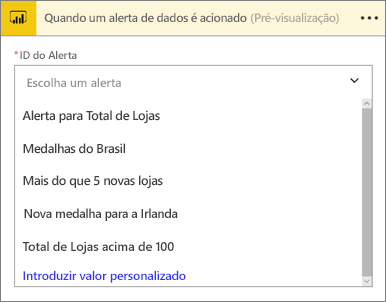 Quando um alerta de dados é acionado (Pré-visualização)
*ID do Alerta
Escolha um alerta
Alerta para Total de Lojas
Medalhas do Brasil
Mais do que 5 novas lojas
Nova medalha para a Irlanda
Total de Lojas acima de 100
Introduzir valor personalizado